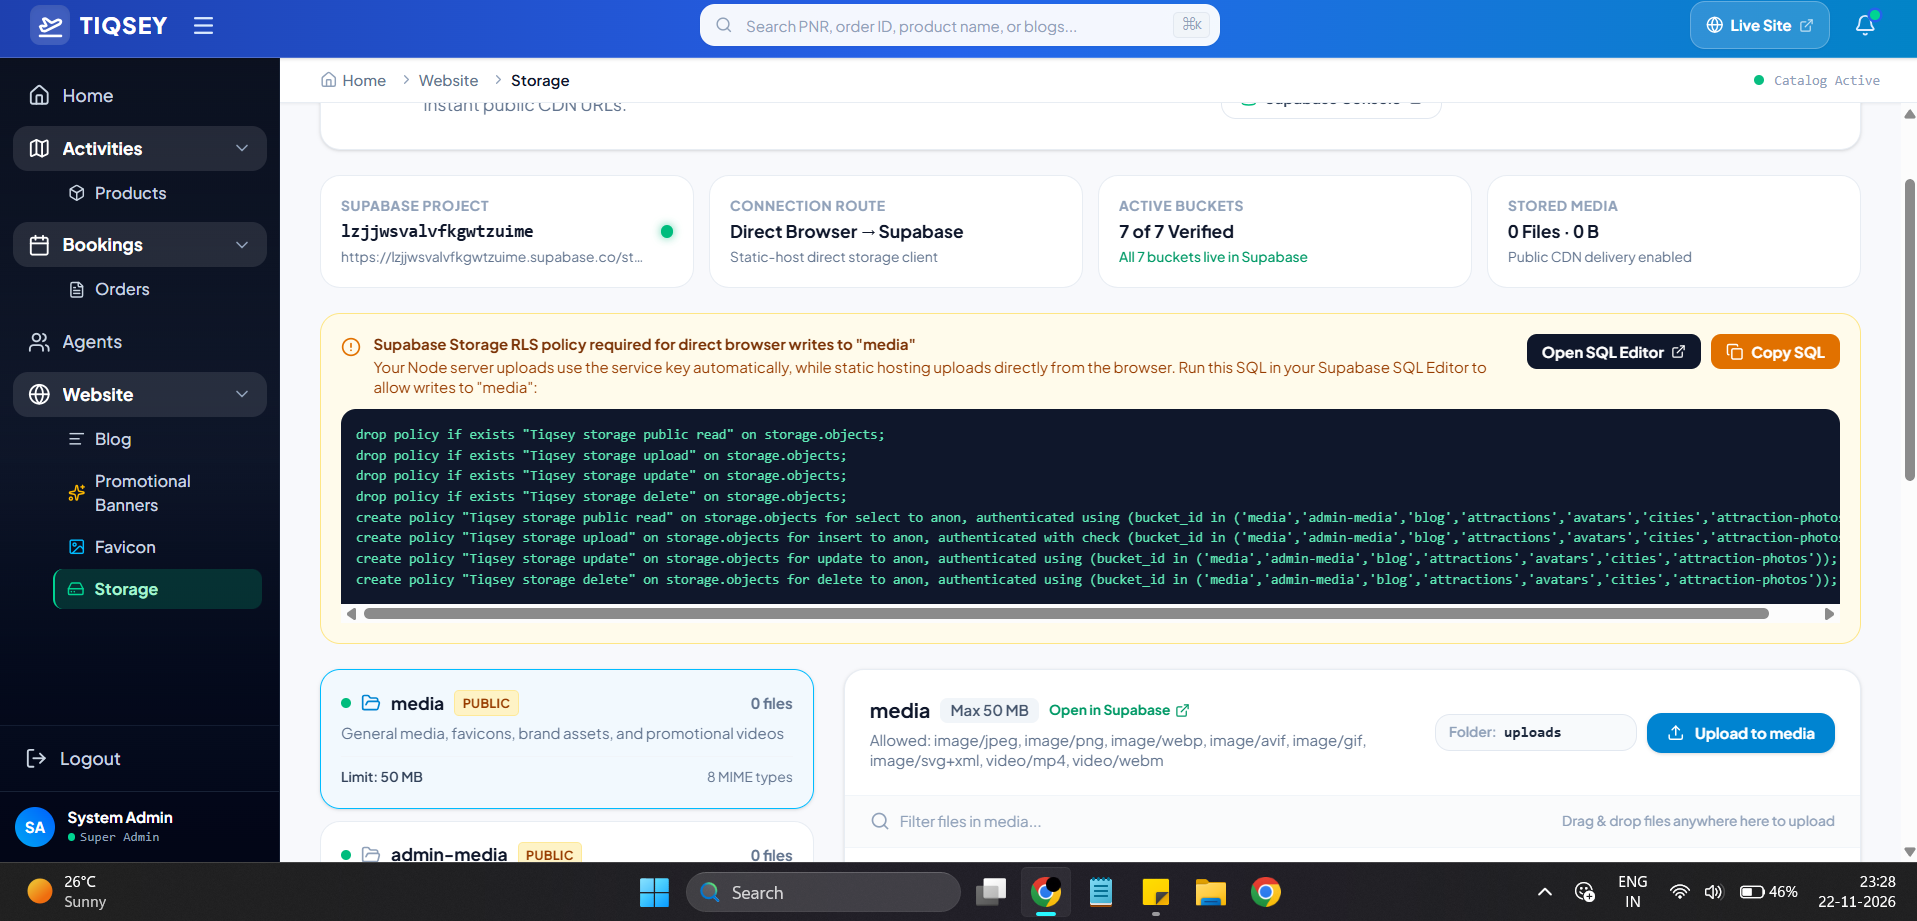 TIQSEY
Search PNR, order ID, product name, or blogs...
⌘K
Live Site
Home
Activities
Products
Bookings
Orders
Agents
Website
Blog
Promotional
Banners
Favicon
Storage
Logout
SA
System Admin
Super Admin
Home
Website
Storage
Catalog Active
instant public CDN URLs.
Supabase Console
SUPABASE PROJECT
lzjjwsvalvfkgwtzuime
https://lzjjwsvalvfkgwtzuime.supabase.co/st...
CONNECTION ROUTE
Direct Browser → Supabase
Static-host direct storage client
ACTIVE BUCKETS
7 of 7 Verified
All 7 buckets live in Supabase
STORED MEDIA
0 Files · 0 B
Public CDN delivery enabled
Supabase Storage RLS policy required for direct browser writes to "media"
Your Node server uploads use the service key automatically, while static hosting uploads directly from the browser. Run this SQL in your Supabase SQL Editor to
allow writes to "media":
Open SQL Editor
Copy SQL
drop policy if exists "Tiqsey storage public read" on storage.objects;
drop policy if exists "Tiqsey storage upload" on storage.objects;
drop policy if exists "Tiqsey storage update" on storage.objects;
drop policy if exists "Tiqsey storage delete" on storage.objects;
create policy "Tiqsey storage public read" on storage.objects for select to anon, authenticated using (bucket_id in ('media','admin-media','blog','attractions','avatars','cities','attraction-photos
create policy "Tiqsey storage upload" on storage.objects for insert to anon, authenticated with check (bucket_id in ('media','admin-media','blog','attractions','avatars','cities','attraction-photo
create policy "Tiqsey storage update" on storage.objects for update to anon, authenticated using (bucket_id in ('media','admin-media','blog','attractions','avatars','cities','attraction-photos'));
create policy "Tiqsey storage delete" on storage.objects for delete to anon, authenticated using (bucket_id in ('media','admin-media','blog','attractions','avatars','cities','attraction-photos'));
media PUBLIC
0 files
General media, favicons, brand assets, and promotional videos
Limit: 50 MB
8 MIME types
admin-media PUBLIC
0 files
media
Max 50 MB
Open in Supabase
Allowed: image/jpeg, image/png, image/webp, image/avif, image/gif,
image/svg+xml, video/mp4, video/webm
Folder: uploads
Upload to media
Filter files in media...
Drag & drop files anywhere here to upload
26°C
Sunny
Search
ENG
IN
46%
23:28
22-11-2026